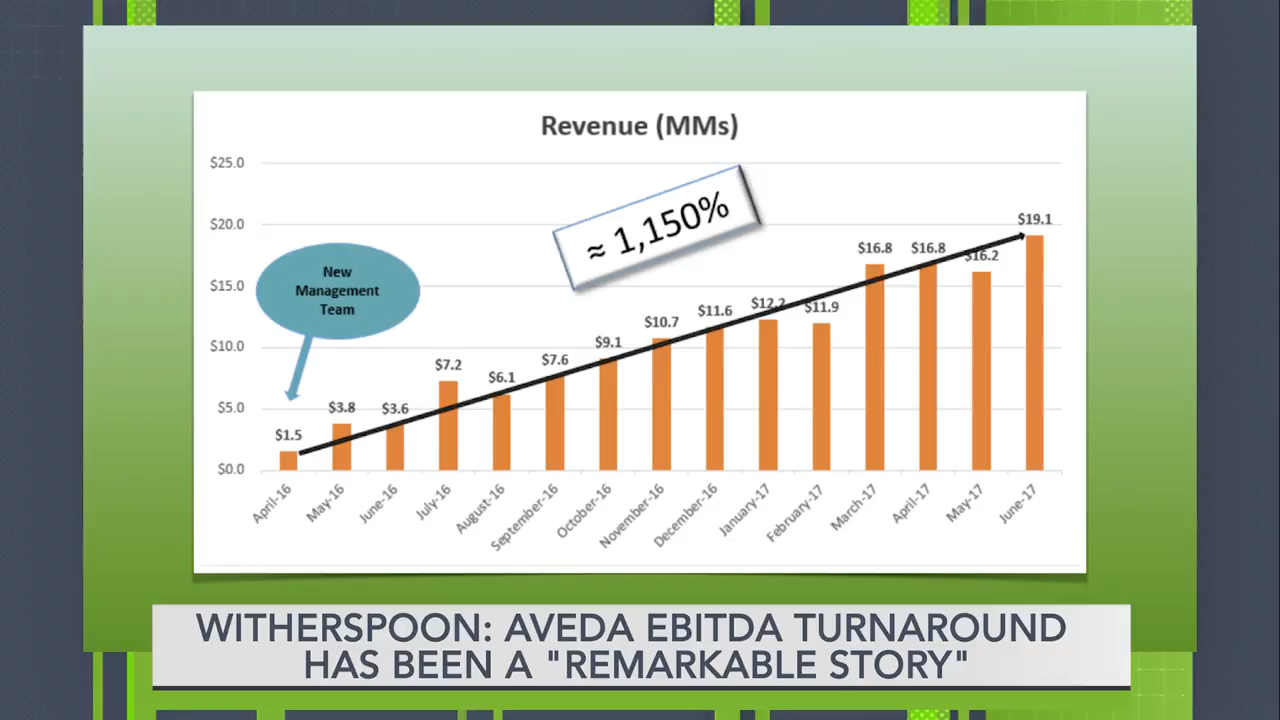 Revenue (MMs)
$25.0
$20.0
$15.0
$10.0
$5.0
$0.0
New
Management
Team
≈ 1,150%
$1.5
$3.8
$3.6
$7.2
$6.1
$7.6
$9.1
$10.7
$11.6
$12.2
$11.9
$16.8
$16.8
$16.2
$19.1
April-16
May-16
June-16
July-16
August-16
September-16
October-16
November-16
December-16
January-17
February-17
March-17
April-17
May-17
June-17
WITHERSPOON: AVEDA EBITDA TURNAROUND
HAS BEEN A "REMARKABLE STORY"